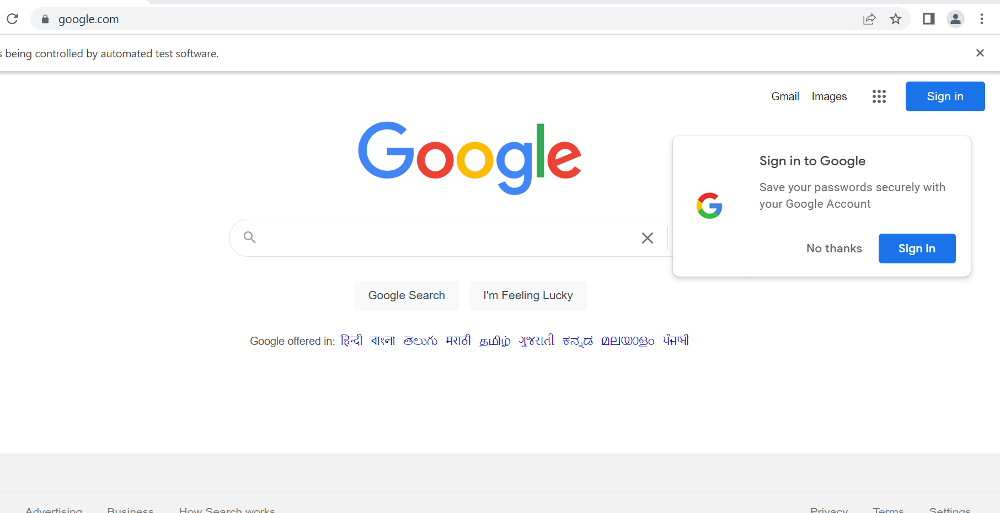 google.com
being controlled by automated test software.
Gmail Images Sign in
Google
Sign in to Google
Save your passwords securely with
your Google Account
No thanks Sign in
Google Search I'm Feeling Lucky
Google offered in: हिन्दी বাংলা తెలుగు मराठी தமிழ் ગુજરાતી ಕನ್ನಡ മലയാളം ਪੰਜਾਬੀ
Advertising Business How Search works Privacy Terms Settings